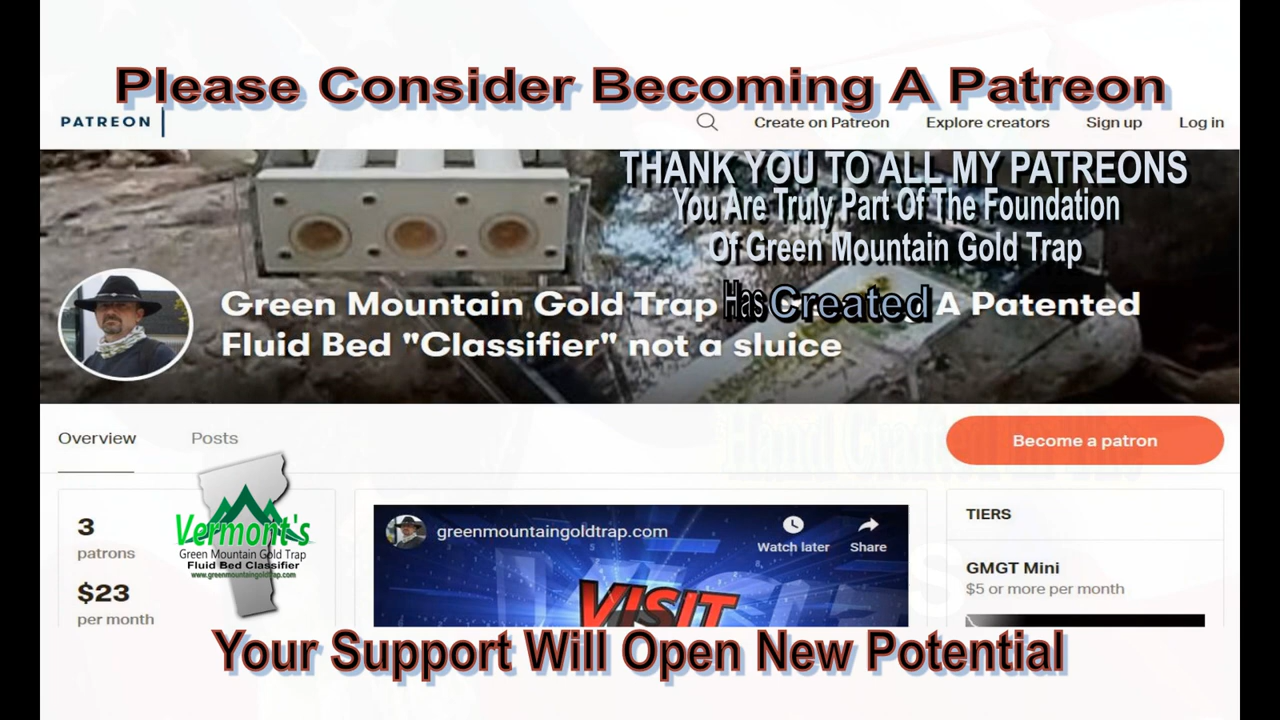 Please Consider Becoming A Patreon
PATREON
Create on Patreon Explore creators Sign up Log in
THANK YOU TO ALL MY PATREONS
You Are Truly Part Of The Foundation
Of Green Mountain Gold Trap
Green Mountain Gold Trap Has Created A Patented
Fluid Bed "Classifier" not a sluice
Overview Posts
Become a patron
3
patrons
$23
per month
Vermont's
Green Mountain Gold Trap
Fluid Bed Classifier
www.greenmountaingoldtrap.com
greenmountaingoldtrap.com
Watch later Share
VISIT
TIERS
GMGT Mini
$5 or more per month
Your Support Will Open New Potential